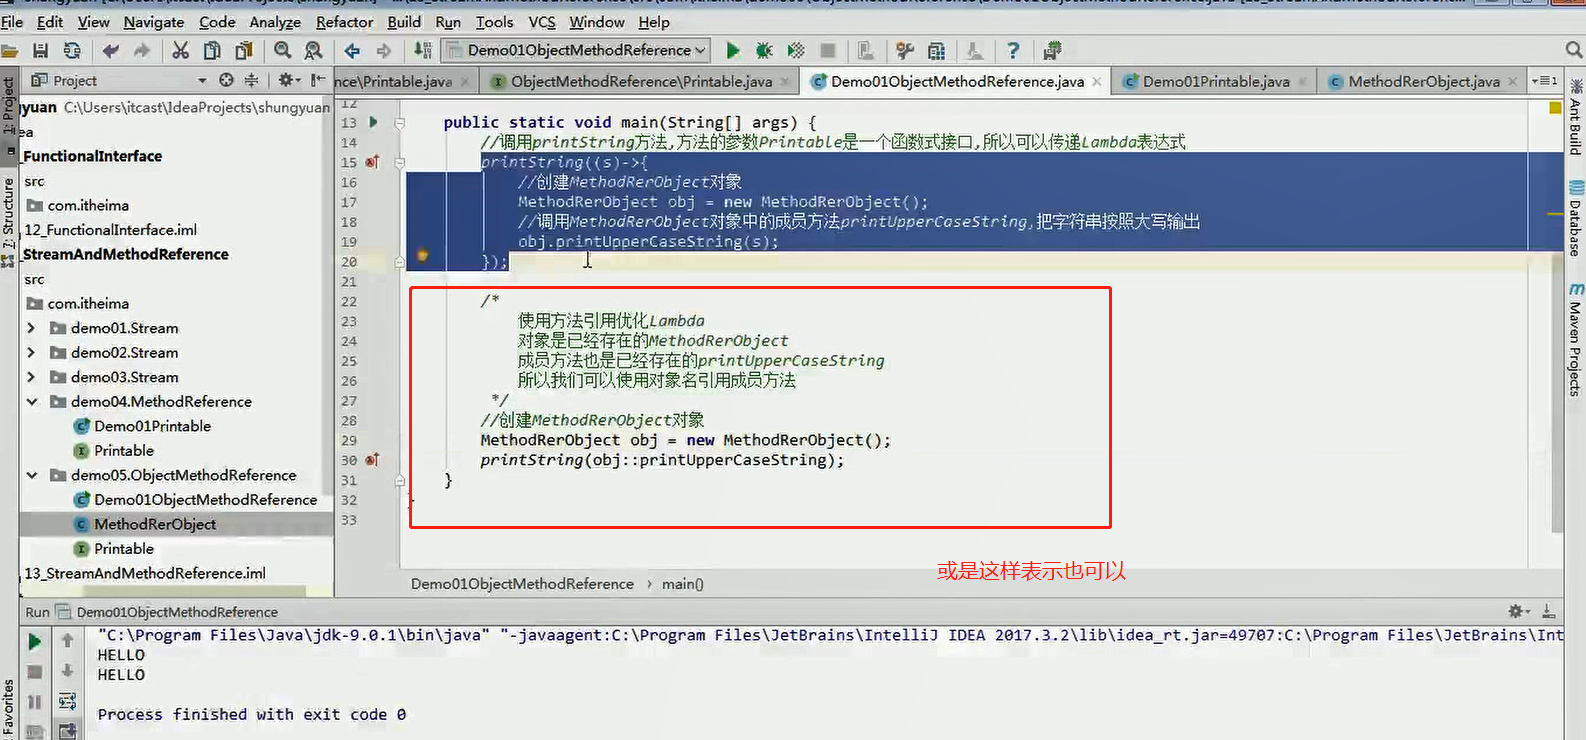 File Edit View Navigate Code Analyze Refactor Build Run Tools VCS Window Help
Demo01ObjectMethodReference
Project
nce\Printable.java
ObjectMethodReference\Printable.java
Demo01ObjectMethodReference.java
Demo01Printable.java
MethodRerObject.java
yuan C:\Users\itcast\IdeaProjects\shungyuan
ea
_FunctionalInterface
src
com.itheima
12_FunctionalInterface.iml
StreamAndMethodReference
src
com.itheima
demo01.Stream
demo02.Stream
demo03.Stream
demo04.MethodReference
Demo01Printable
Printable
demo05.ObjectMethodReference
Demo01ObjectMethodReference
MethodRerObject
Printable
13_StreamAndMethodReference.iml
1: Project
7: Structure
Favorites
12
13 public static void main(String[] args) {
14 //调用printString方法,方法的参数Printable是一个函数式接口,所以可以传递Lambda表达式
15 printString((s)->{
16 //创建MethodRerObject对象
17 MethodRerObject obj = new MethodRerObject();
18 //调用MethodRerObject对象中的成员方法printUpperCaseString,把字符串按照大写输出
19 obj.printUpperCaseString(s);
20 });
21
22 /*
23 使用方法引用优化Lambda
24 对象是已经存在的MethodRerObject
25 成员方法也是已经存在的printUpperCaseString
26 所以我们可以使用对象名引用成员方法
27 */
28 //创建MethodRerObject对象
29 MethodRerObject obj = new MethodRerObject();
30 printString(obj::printUpperCaseString);
31 }
32 }
33
或是这样表示也可以
Demo01ObjectMethodReference › main()
Ant Build
Database
Maven Projects
Run Demo01ObjectMethodReference
"C:\Program Files\Java\jdk-9.0.1\bin\java" "-javaagent:C:\Program Files\JetBrains\IntelliJ IDEA 2017.3.2\lib\idea_rt.jar=49707:C:\Program Files\JetBrains\Int
HELLO
HELLO
Process finished with exit code 0